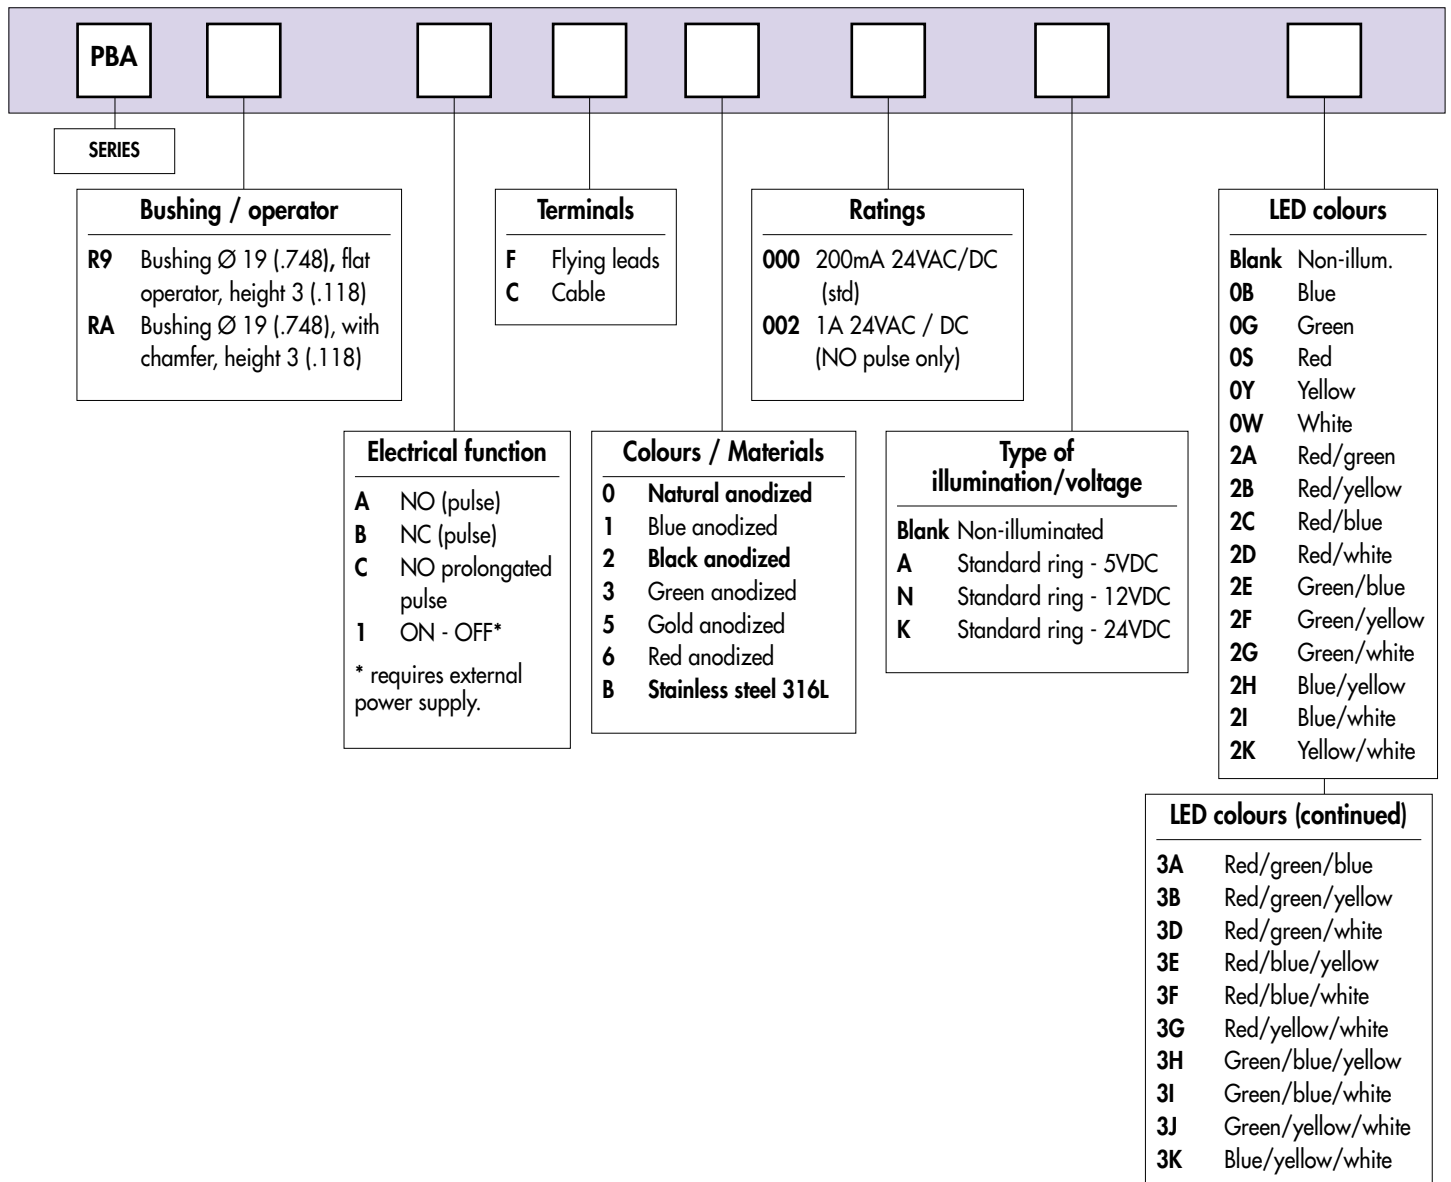 PBA
SERIES
Bushing / operator
R9 Bushing Ø 19 (.748), flat
operator, height 3 (.118)
RA Bushing Ø 19 (.748), with
chamfer, height 3 (.118)
Terminals
F Flying leads
C Cable
Ratings
000 200mA 24VAC/DC
(std)
002 1A 24VAC / DC
(NO pulse only)
LED colours
Blank Non-illum.
0B Blue
0G Green
0S Red
0Y Yellow
0W White
2A Red/green
2B Red/yellow
2C Red/blue
2D Red/white
2E Green/blue
2F Green/yellow
2G Green/white
2H Blue/yellow
2I Blue/white
2K Yellow/white
Electrical function
A NO (pulse)
B NC (pulse)
C NO prolongated
pulse
1 ON - OFF*
* requires external
power supply.
Colours / Materials
0 Natural anodized
1 Blue anodized
2 Black anodized
3 Green anodized
5 Gold anodized
6 Red anodized
B Stainless steel 316L
Type of
illumination/voltage
Blank Non-illuminated
A Standard ring - 5VDC
N Standard ring - 12VDC
K Standard ring - 24VDC
LED colours (continued)
3A Red/green/blue
3B Red/green/yellow
3D Red/green/white
3E Red/blue/yellow
3F Red/blue/white
3G Red/yellow/white
3H Green/blue/yellow
3I Green/blue/white
3J Green/yellow/white
3K Blue/yellow/white